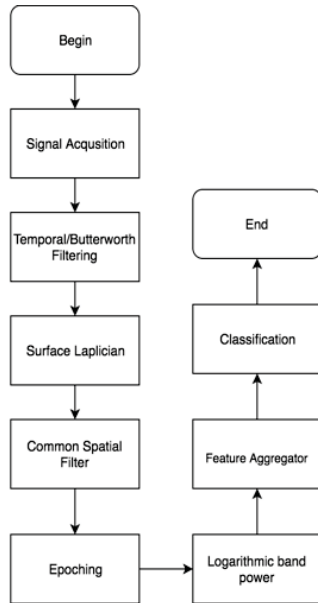 Begin
Signal Acqusition
Temporal/Butterworth
Filtering
Surface Laplician
Common Spatial
Filter
Epoching
Logarithmic band
power
Feature Aggregator
Classification
End